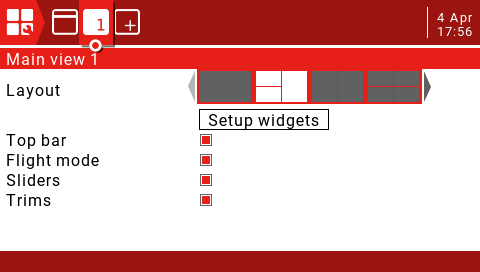 1
4 Apr
17:56
Main view 1
Layout
Setup widgets
Top bar
Flight mode
Sliders
Trims